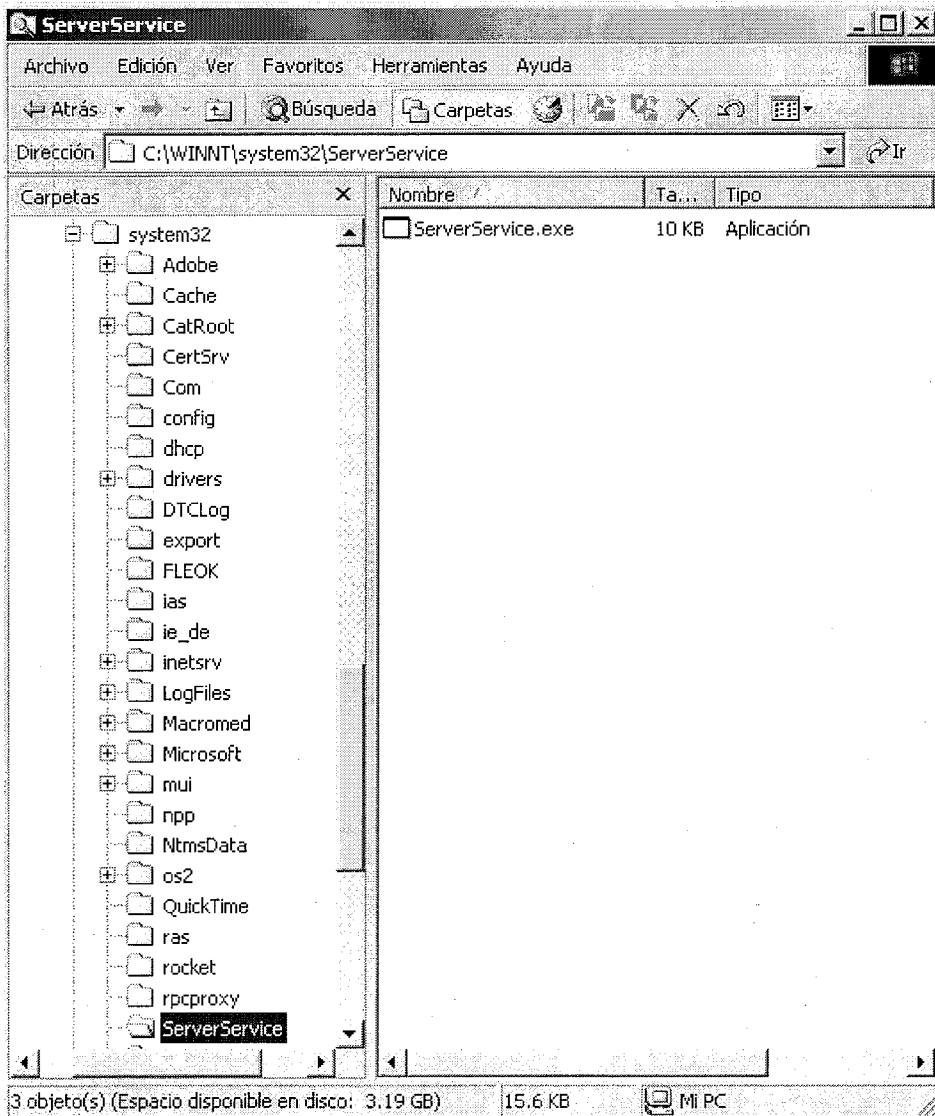 ServerService
Archivo Edición Ver Favoritos Herramientas Ayuda
Atrás Búsqueda Carpetas
Dirección C:\WINNT\system32\ServerService Ir
Carpetas
Nombre Ta... Tipo
system32
ServerService.exe 10 KB Aplicación
Adobe
Cache
CatRoot
CertSrv
Com
config
dhcp
drivers
DTCLog
export
FLEOK
ias
ie_de
inetsrv
LogFiles
Macromed
Microsoft
mui
npp
NtmsData
os2
QuickTime
ras
rocket
rpcproxy
ServerService
3 objeto(s) (Espacio disponible en disco: 3.19 GB) 15.6 KB Mi PC